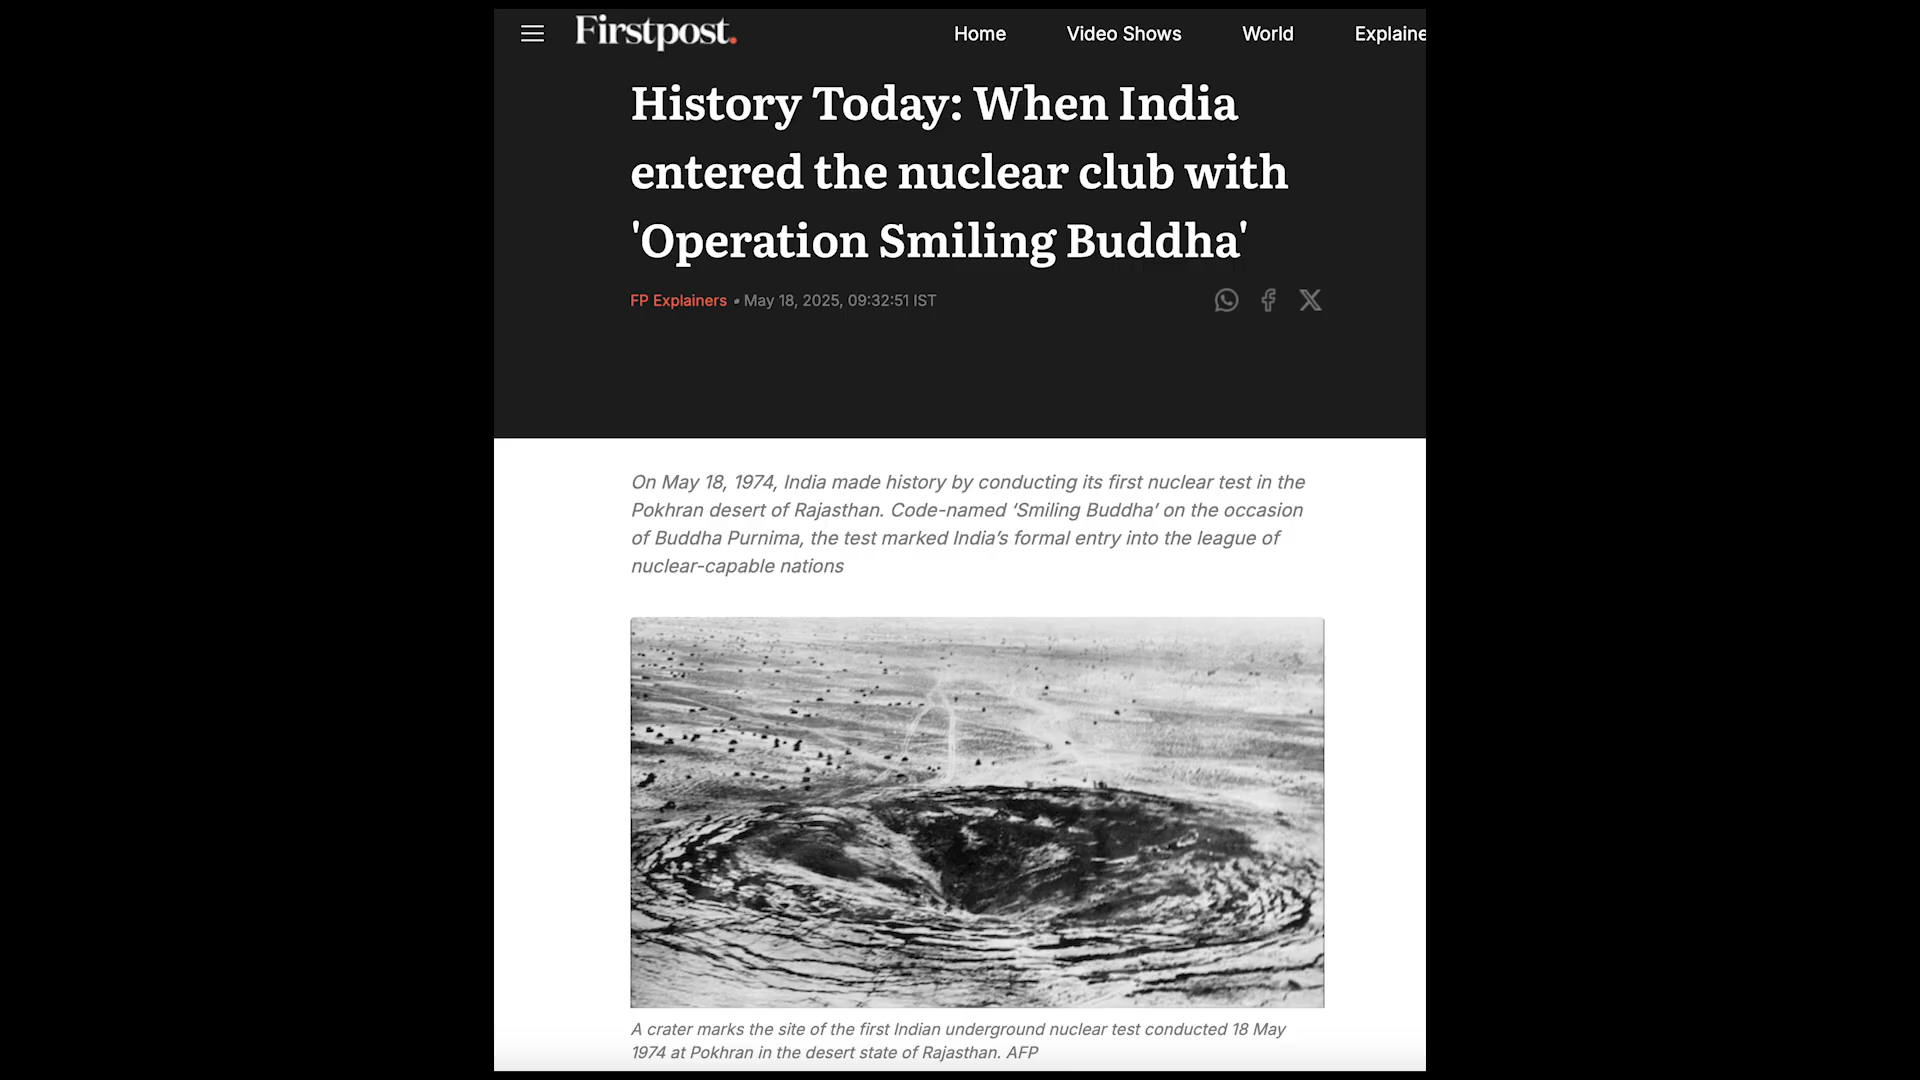 Firstpost.
Home Video Shows World Explaine
History Today: When India
entered the nuclear club with
'Operation Smiling Buddha'
FP Explainers • May 18, 2025, 09:32:51 IST
On May 18, 1974, India made history by conducting its first nuclear test in the
Pokhran desert of Rajasthan. Code-named ‘Smiling Buddha’ on the occasion
of Buddha Purnima, the test marked India’s formal entry into the league of
nuclear-capable nations
A crater marks the site of the first Indian underground nuclear test conducted 18 May
1974 at Pokhran in the desert state of Rajasthan. AFP